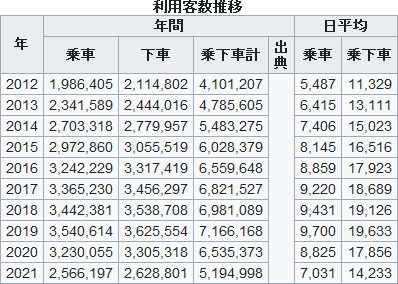 利用客数推移
年 年間 出典 日平均
乗車 下車 乗下車計 乗車 乗下車
2012 1,986,405 2,114,802 4,101,207 5,487 11,329
2013 2,341,589 2,444,016 4,785,605 6,415 13,111
2014 2,703,318 2,779,957 5,483,275 7,406 15,023
2015 2,972,860 3,055,519 6,028,379 8,145 16,516
2016 3,242,229 3,317,419 6,559,648 8,859 17,923
2017 3,365,230 3,456,297 6,821,527 9,220 18,689
2018 3,442,381 3,538,708 6,981,089 9,431 19,126
2019 3,540,614 3,625,554 7,166,168 9,700 19,633
2020 3,230,055 3,305,318 6,535,373 8,825 17,856
2021 2,566,197 2,628,801 5,194,998 7,031 14,233